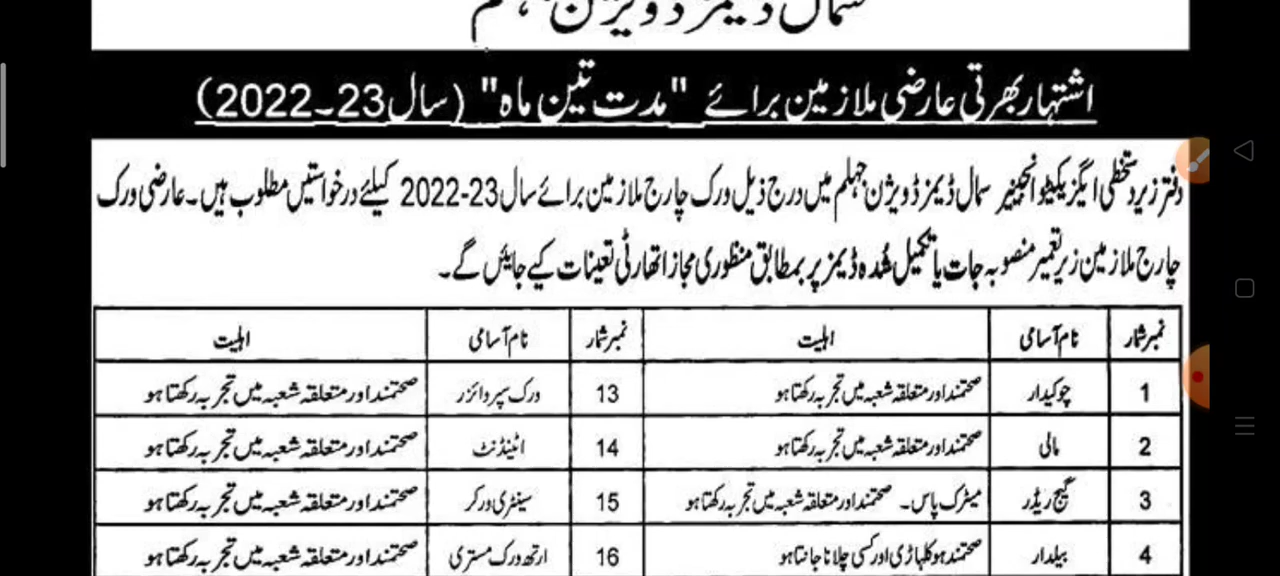 سمال ڈیمز ڈویژن جہلم
اشتہار بھرتی عارضی ملازمین برائے "مدت تین ماہ" (سال 23۔2022)
دفتر زیر دستخطی ایگزیکٹو انجینئیر سمال ڈیمز ڈویژن جہلم میں درج ذیل ورک چارج ملازمین برائے سال 23-2022 کیلئے درخواستیں مطلوب ہیں۔ عارضی ورک
چارج ملازمین زیر تعمیر منصوبہ جات یا تکمیل شُدہ ڈیمز پر بمطابق منظوری مجاز اتھارٹی تعینات کیے جایئں گے۔
نمبر شمار نام آسامی اہلیت نمبر شمار نام آسامی اہلیت
1 چوکیدار صحتمند اور متعلقہ شعبہ میں تجربہ رکھتا ہو 13 ورک سپروائزر صحتمند اور متعلقہ شعبہ میں تجربہ رکھتا ہو
2 مالی صحتمند اور متعلقہ شعبہ میں تجربہ رکھتا ہو 14 اٹینڈنٹ صحتمند اور متعلقہ شعبہ میں تجربہ رکھتا ہو
3 گیج ریڈر میٹرک پاس۔ صحتمند اور متعلقہ شعبہ میں تجربہ رکھتا ہو 15 سینٹری ورکر صحتمند اور متعلقہ شعبہ میں تجربہ رکھتا ہو
4 بیلدار صحتمند ہو کلہاڑی اور کسی چلانا جانتا ہو 16 ارتھ ورک مستری صحتمند اور متعلقہ شعبہ میں تجربہ رکھتا ہو